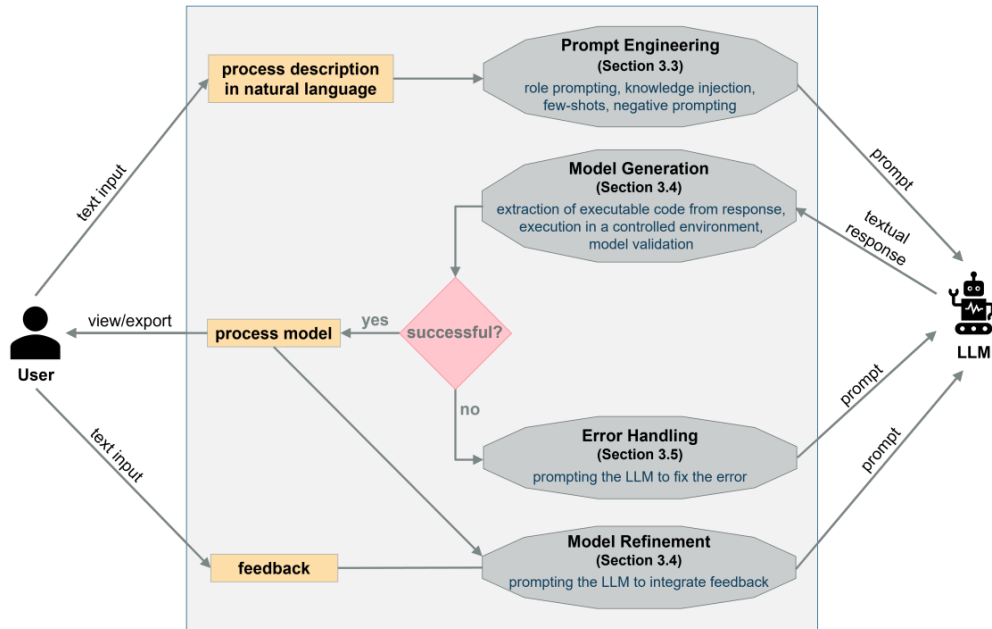 process description
in natural language
Prompt Engineering
(Section 3.3)
role prompting, knowledge injection,
few-shots, negative prompting
text input
prompt
Model Generation
(Section 3.4)
extraction of executable code from response,
execution in a controlled environment,
model validation
textual
response
view/export
process model
yes
successful?
User
LLM
no
text input
Error Handling
(Section 3.5)
prompting the LLM to fix the error
prompt
prompt
feedback
Model Refinement
(Section 3.4)
prompting the LLM to integrate feedback